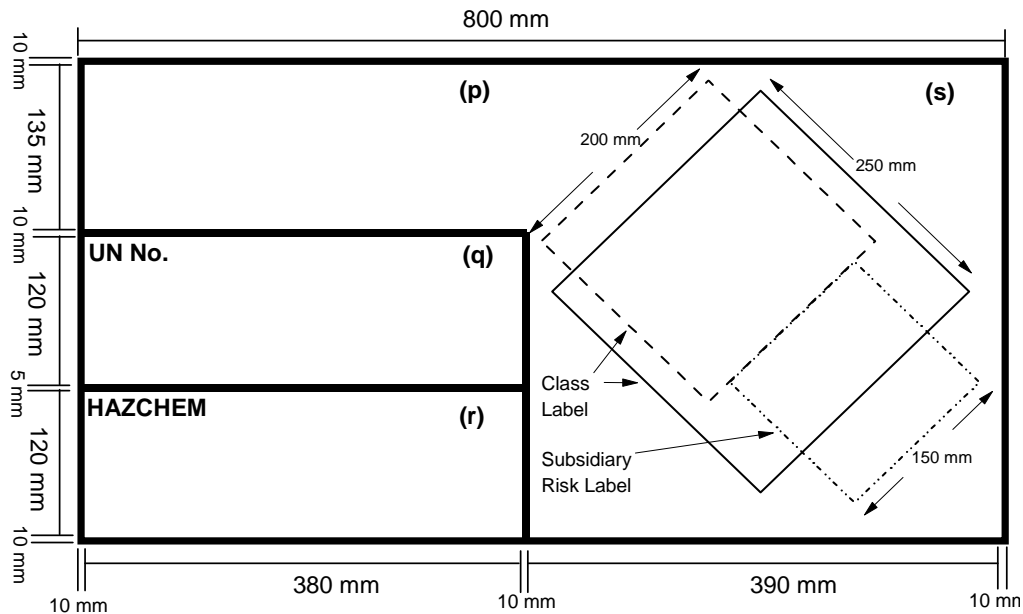 800 mm
10 mm
(p)
(s)
135 mm
200 mm
250 mm
10 mm
UN No.
(q)
120 mm
5 mm
Class
Label
HAZCHEM
(r)
120 mm
Subsidiary
Risk Label
150 mm
10 mm
380 mm
390 mm
10 mm
10 mm
10 mm